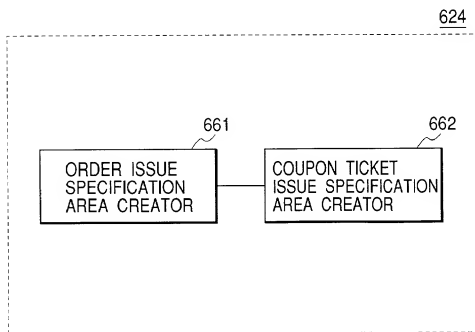 624
661
662
ORDER ISSUE
SPECIFICATION
AREA CREATOR
COUPON TICKET
ISSUE SPECIFICATION
AREA CREATOR